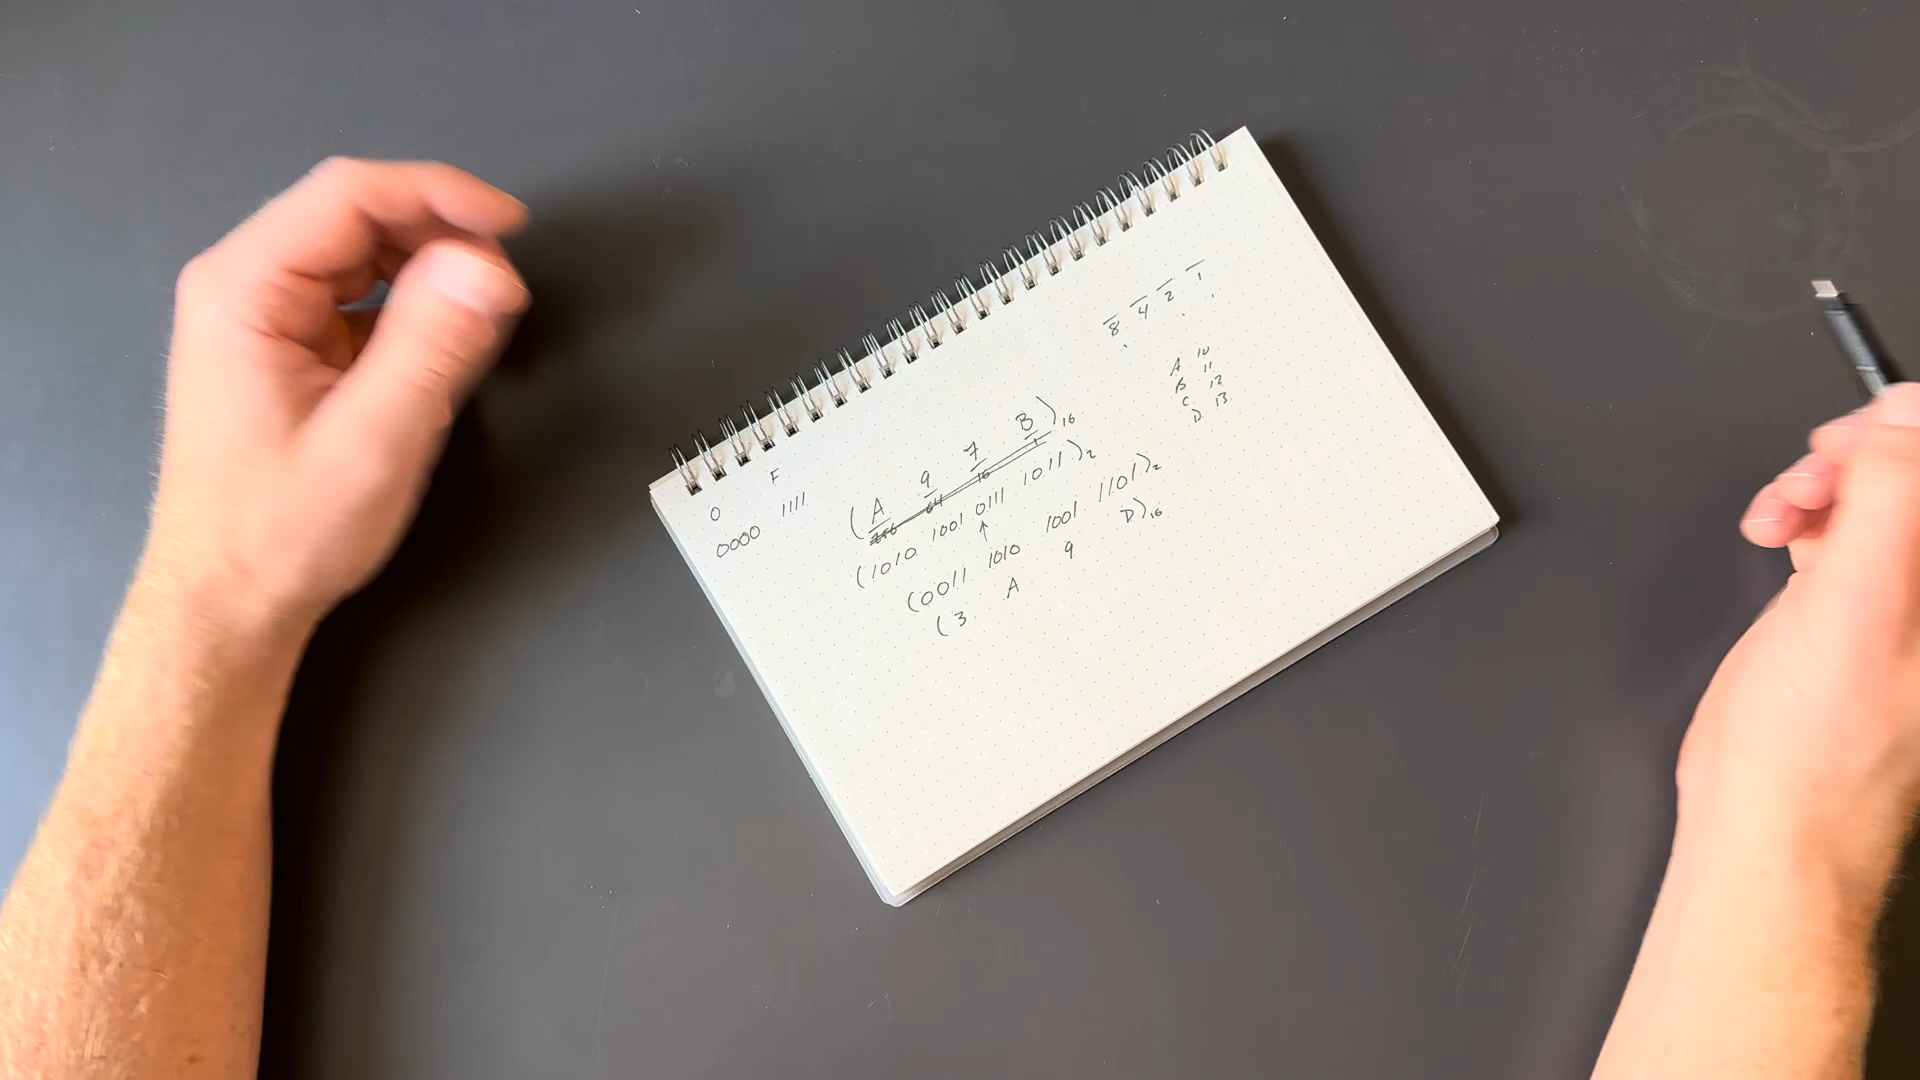 8 4 2 1
A 10
B 11
C 12
D 13
0 F
0000 1111
(A 9 7 B)16
64 16 1
(1010 1001 0111 1011)2
↑
(0011 1010 1001 1101)2
(3 A 9 D)16